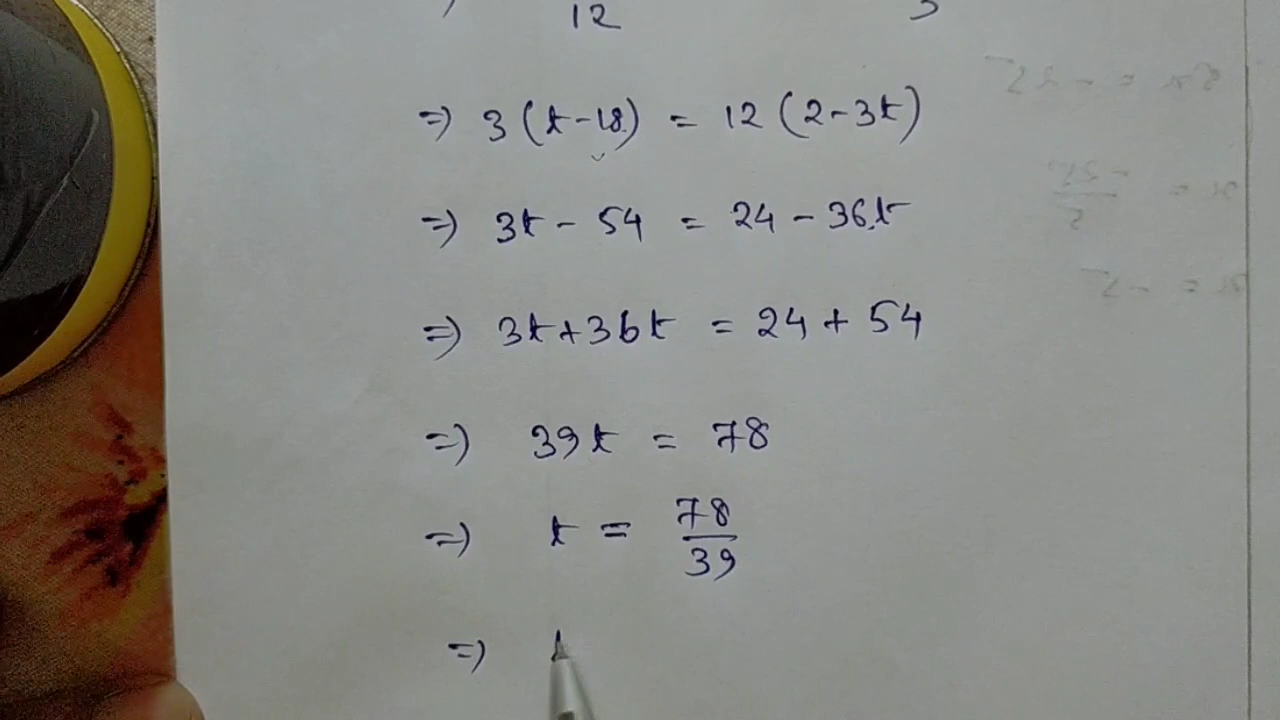 12
⇒ 3(t-18) = 12(2-3t)
⇒ 3t - 54 = 24 - 36t
⇒ 3t+36t = 24 + 54
⇒ 39t = 78
⇒ t = 78/39
⇒